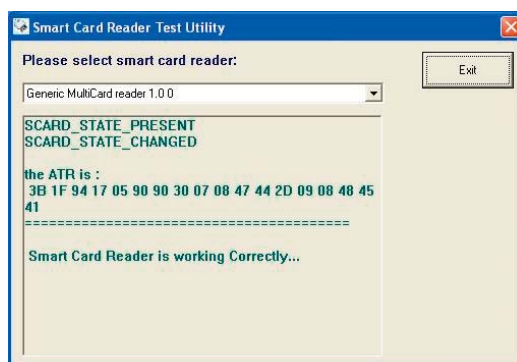 Smart Card Reader Test Utility
Please select smart card reader:
Exit
Generic MultiCard reader 1.0 0
SCARD_STATE_PRESENT
SCARD_STATE_CHANGED
the ATR is :
3B 1F 94 17 05 90 90 30 07 08 47 44 2D 09 08 48 45
41
========================================
Smart Card Reader is working Correctly...